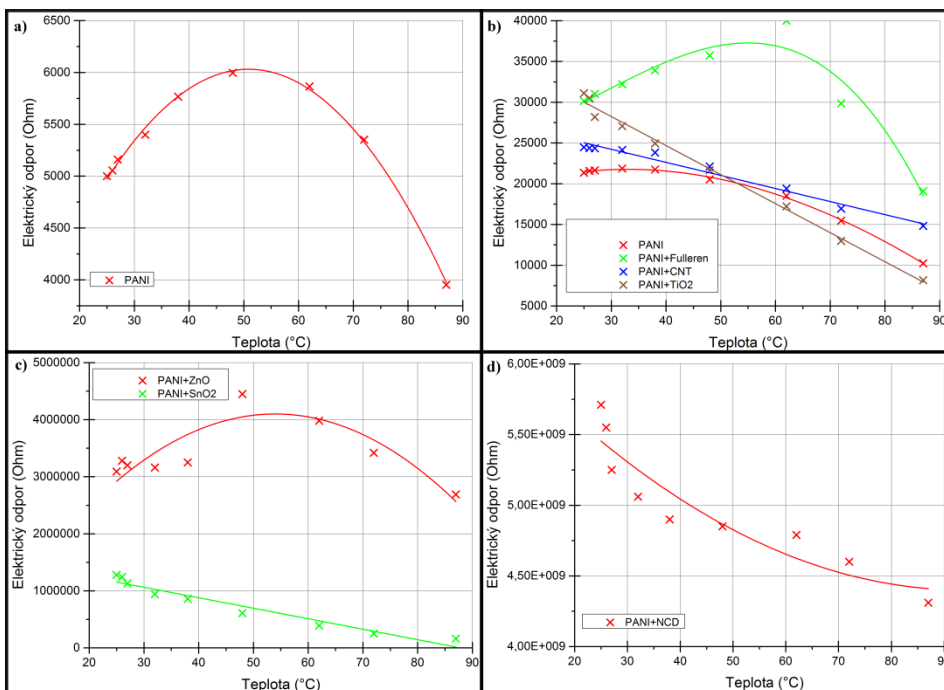 a)
6500
6000
5500
5000
4500
4000
Elektrický odpor (Ohm)
PANI
20 30 40 50 60 70 80 90
Teplota (°C)
b)
40000
35000
30000
25000
20000
15000
10000
5000
Elektrický odpor (Ohm)
PANI
PANI+Fulleren
PANI+CNT
PANI+TiO2
20 30 40 50 60 70 80 90
Teplota (°C)
c)
5000000
4000000
3000000
2000000
1000000
0
Elektrický odpor (Ohm)
PANI+ZnO
PANI+SnO2
20 30 40 50 60 70 80 90
Teplota (°C)
d)
6,00E+009
5,50E+009
5,00E+009
4,50E+009
4,00E+009
Elektrický odpor (Ohm)
PANI+NCD
20 30 40 50 60 70 80 90
Teplota (°C)